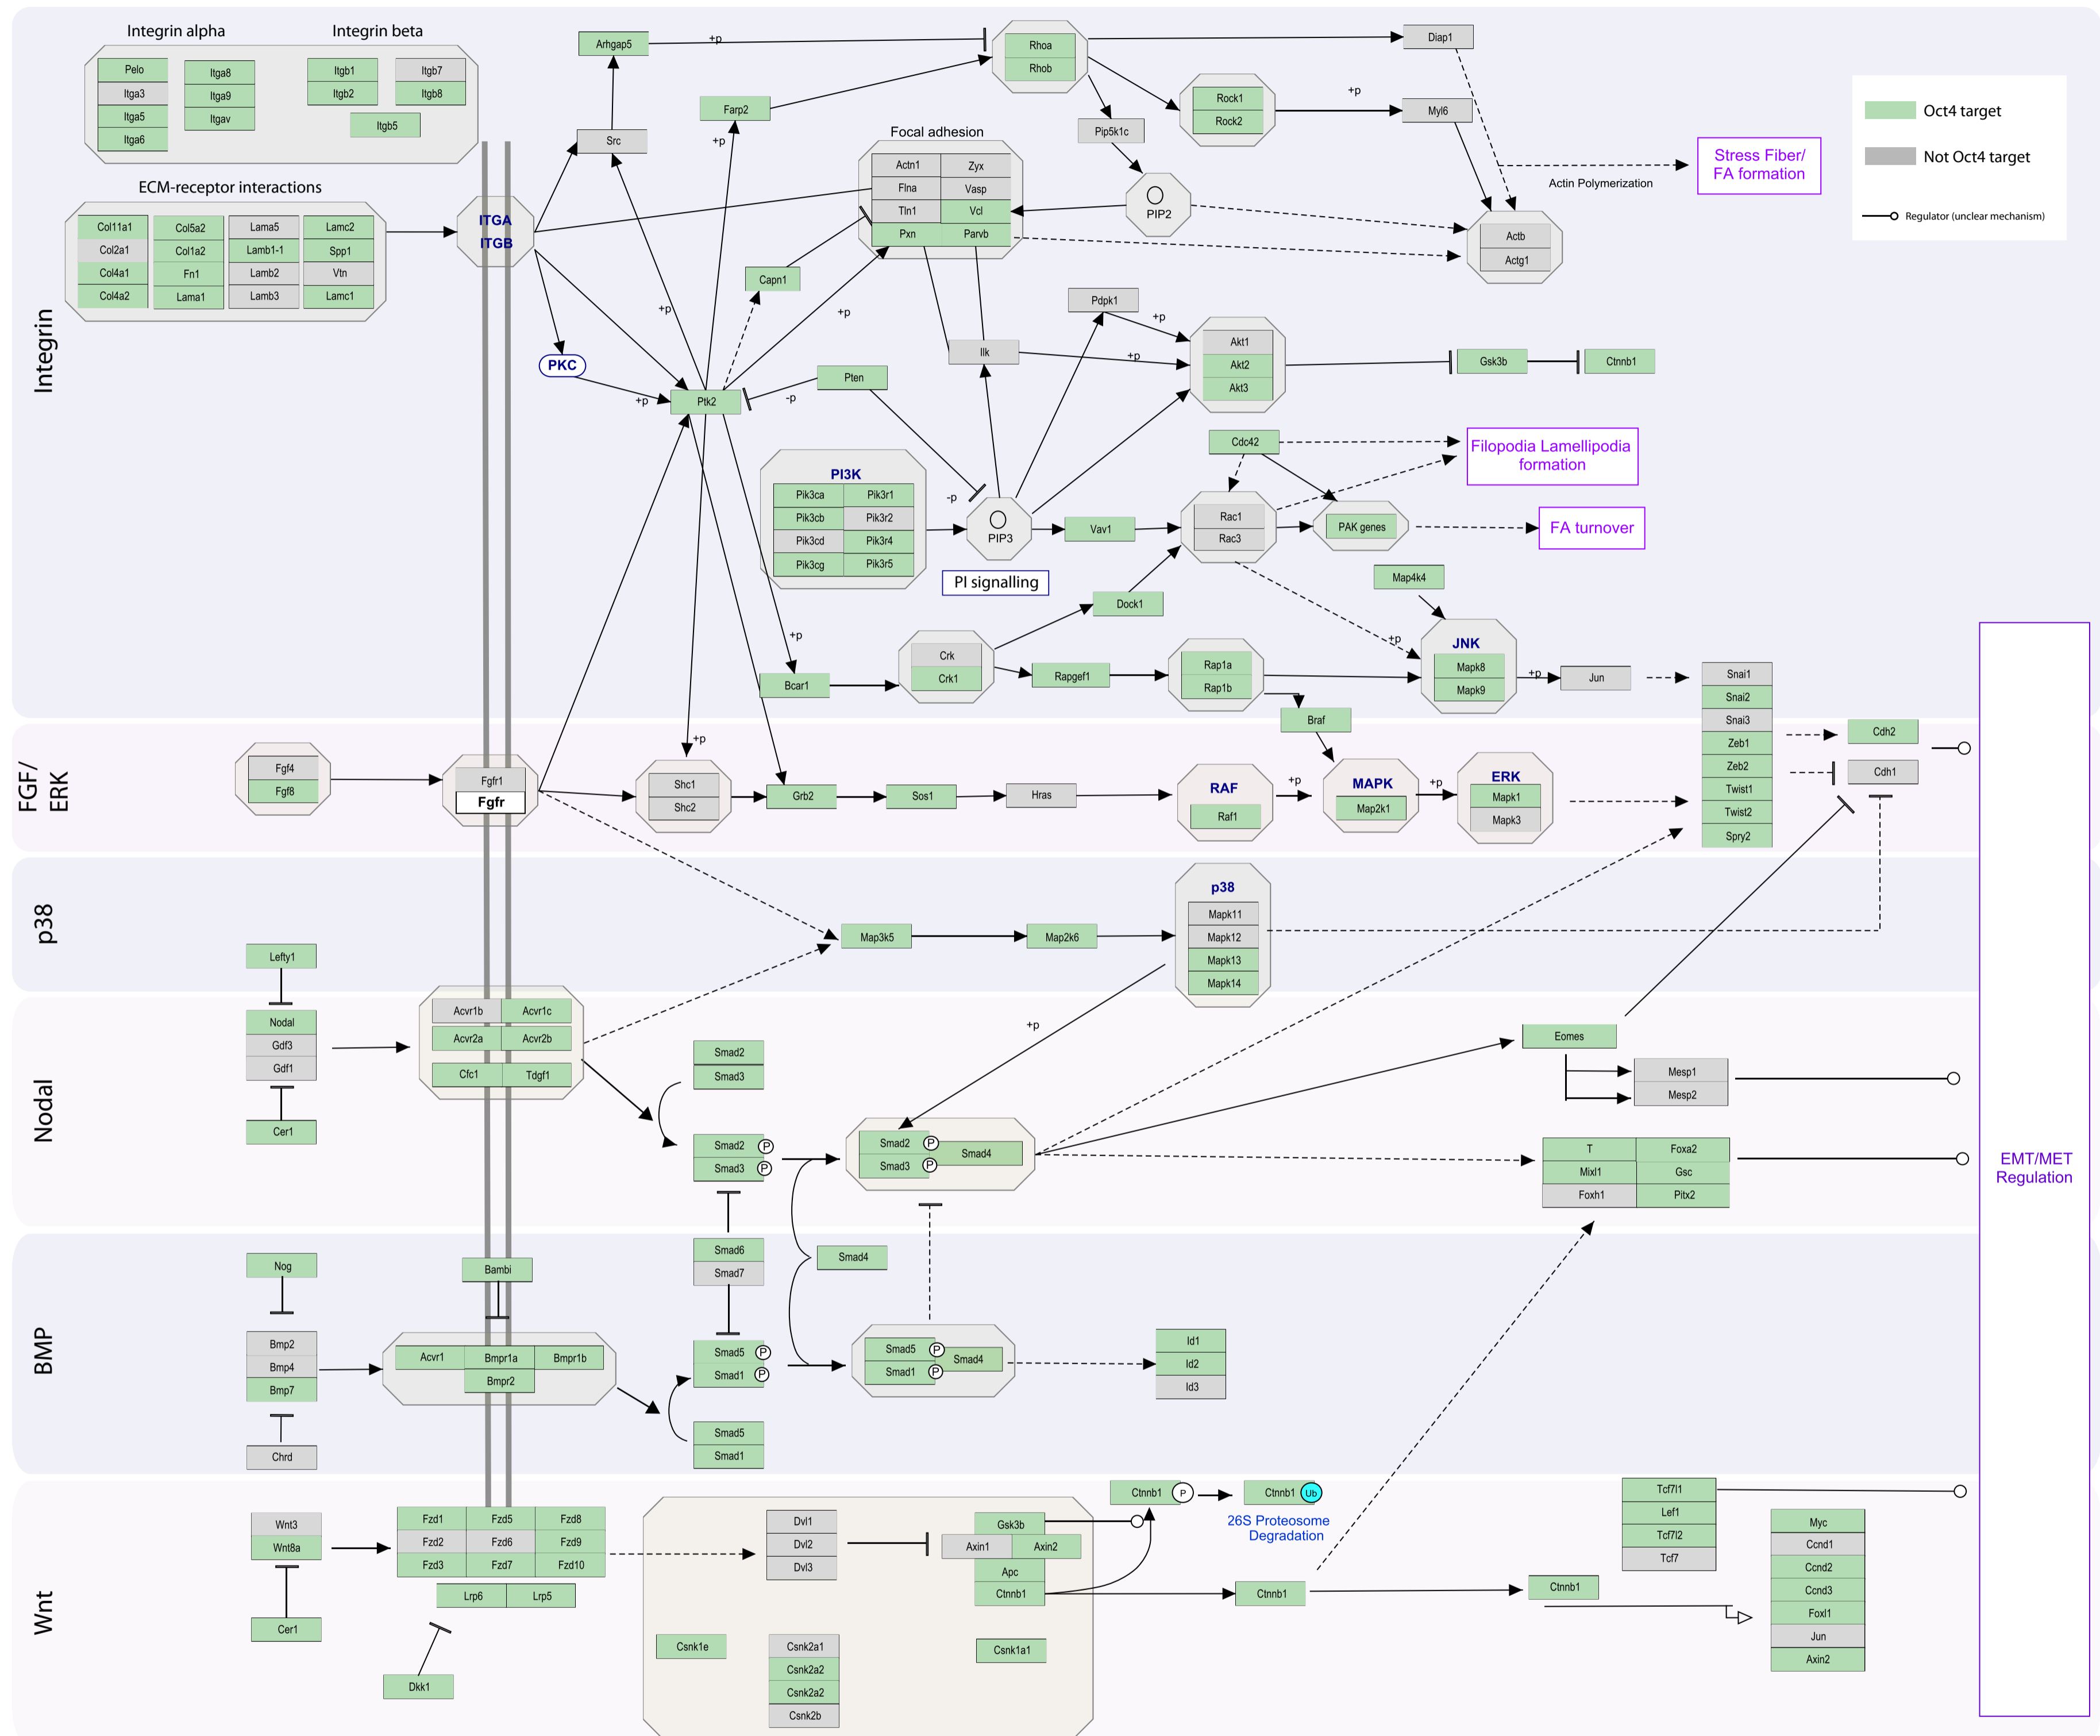 Integrin alpha
Integrin beta
Pelo
Itga3
Itga5
Itga6
Itga8
Itga9
Itgav
Itgb1
Itgb2
Itgb7
Itgb8
Itgb5
ECM-receptor interactions
Col11a1
Col2a1
Col4a1
Col4a2
Col5a2
Col1a2
Fn1
Lama1
Lama5
Lamb1-1
Lamb2
Lamb3
Lamc2
Spp1
Vtn
Lamc1
ITGA
ITGB
PKC
Arhgap5
+p
Src
Farp2
+p
Rhoa
Rhob
Diap1
Rock1
Rock2
+p
Myl6
Pip5k1c
PIP2
Focal adhesion
Actn1
Zyx
Flna
Vasp
Tln1
Vcl
Pxn
Parvb
Actin Polymerization
Stress Fiber/
FA formation
Actb
Actg1
Oct4 target
Not Oct4 target
Regulator (unclear mechanism)
Capn1
+p
+p
Pdpk1
+p
Ilk
+p
Akt1
Akt2
Akt3
Gsk3b
Ctnnb1
Pten
-p
+p
Ptk2
Integrin
PI3K
Pik3ca
Pik3r1
Pik3cb
Pik3r2
Pik3cd
Pik3r4
Pik3cg
Pik3r5
-p
PIP3
PI signalling
Vav1
Cdc42
Rac1
Rac3
PAK genes
Filopodia Lamellipodia
formation
FA turnover
Dock1
Map4k4
+p
+p
Bcar1
Crk
Crk1
Rapgef1
Rap1a
Rap1b
Braf
JNK
Mapk8
Mapk9
+p
Jun
Snai1
Snai2
Snai3
Zeb1
Zeb2
Twist1
Twist2
Spry2
Cdh2
Cdh1
FGF/
ERK
Fgf4
Fgf8
Fgfr1
Fgfr
+p
Shc1
Shc2
Grb2
Sos1
Hras
RAF
Raf1
+p
MAPK
Map2k1
+p
ERK
Mapk1
Mapk3
p38
Map3k5
Map2k6
p38
Mapk11
Mapk12
Mapk13
Mapk14
+p
Lefty1
Nodal
Nodal
Gdf3
Gdf1
Cer1
Acvr1b
Acvr1c
Acvr2a
Acvr2b
Cfc1
Tdgf1
Smad2
Smad3
Smad2
P
Smad3
P
Smad2
P
Smad3
P
Smad4
Eomes
Mesp1
Mesp2
T
Foxa2
Mixl1
Gsc
Foxh1
Pitx2
EMT/MET
Regulation
BMP
Nog
Bmp2
Bmp4
Bmp7
Chrd
Bambi
Acvr1
Bmpr1a
Bmpr1b
Bmpr2
Smad6
Smad7
Smad4
Smad5
P
Smad1
P
Smad5
Smad1
Smad5
P
Smad1
P
Smad4
Id1
Id2
Id3
Wnt
Wnt3
Wnt8a
Cer1
Fzd1
Fzd5
Fzd8
Fzd2
Fzd6
Fzd9
Fzd3
Fzd7
Fzd10
Lrp6
Lrp5
Dkk1
Dvl1
Dvl2
Dvl3
Csnk1e
Csnk2a1
Csnk2a2
Csnk2a2
Csnk2b
Gsk3b
Axin1
Axin2
Apc
Ctnnb1
Csnk1a1
Ctnnb1
P
Ctnnb1
Ub
26S Proteosome
Degradation
Ctnnb1
Ctnnb1
Tcf7l1
Lef1
Tcf7l2
Tcf7
Myc
Ccnd1
Ccnd2
Ccnd3
Foxl1
Jun
Axin2